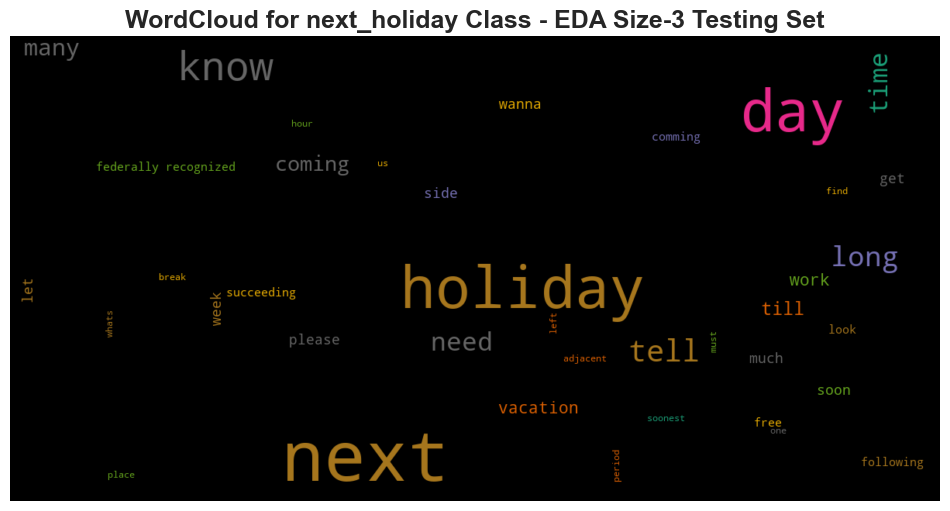 WordCloud for next_holiday Class - EDA Size-3 Testing Set
many
know
time
day
wanna
hour
comming
federally recognized
coming
us
get
side
find
long
let
break
week
succeeding
holiday
work
till
whats
left
look
please
need
must
tell
adjacent
much
soon
vacation
soonest
free
one
next
period
following
place